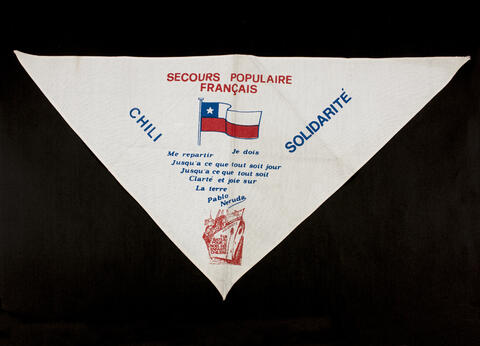 SECOURS POPULAIRE
FRANÇAIS
CHILI
SOLIDARITÉ
Me repartir Je dois
Jusqu'a ce que tout soit jour
Jusqu'a ce que tout soit
Clarté et joie sur
La terre
Pablo
Neruda